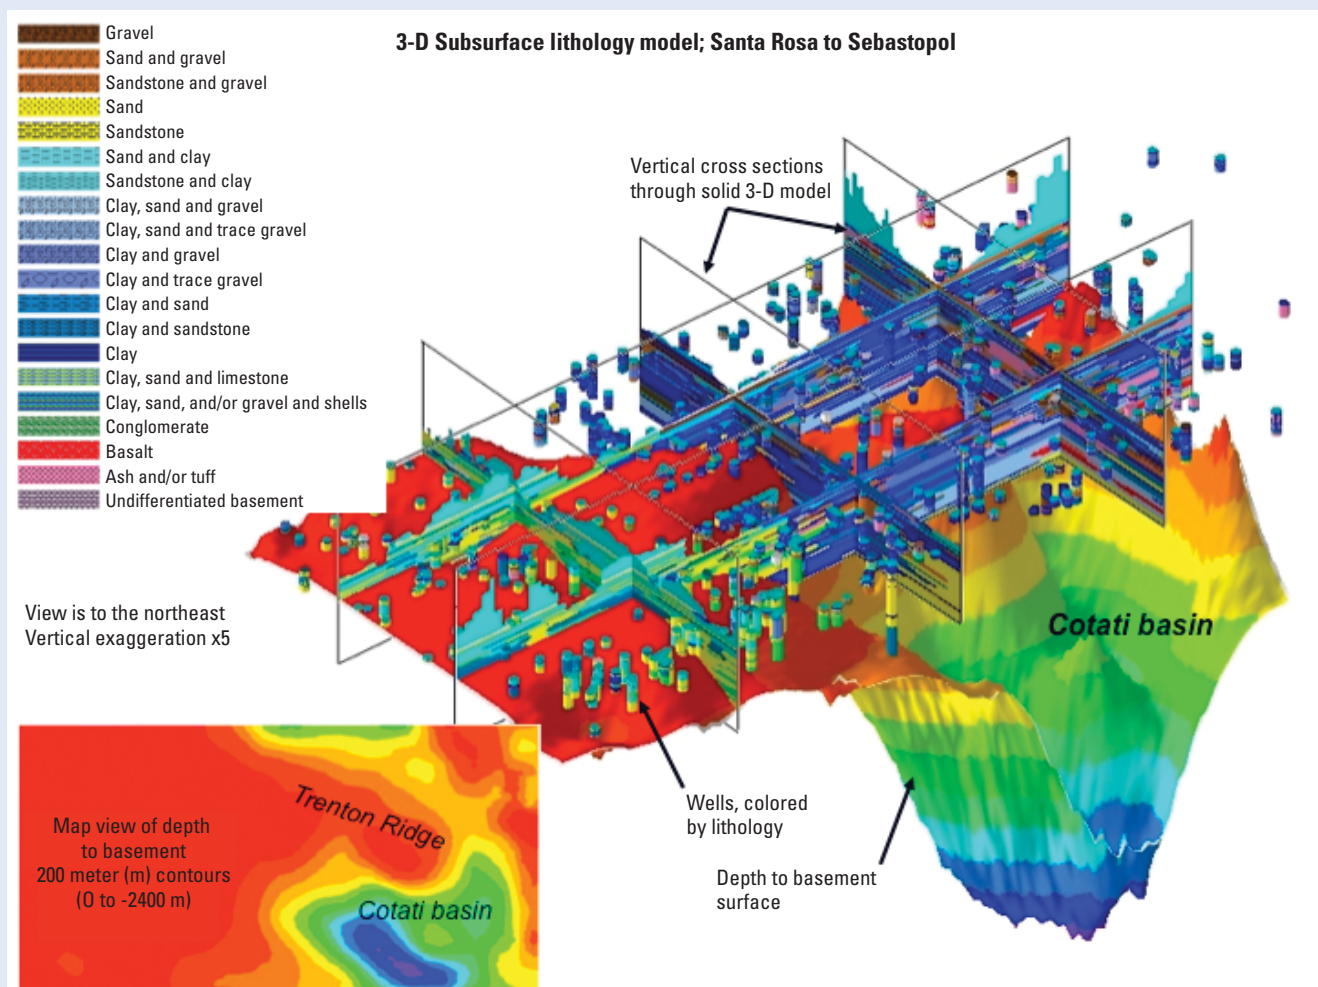 3-D Subsurface lithology model; Santa Rosa to Sebastopol
Gravel
Sand and gravel
Sandstone and gravel
Sand
Sandstone
Sand and clay
Sandstone and clay
Clay, sand and gravel
Clay, sand and trace gravel
Clay and gravel
Clay and trace gravel
Clay and sand
Clay and sandstone
Clay
Clay, sand and limestone
Clay, sand, and/or gravel and shells
Conglomerate
Basalt
Ash and/or tuff
Undifferentiated basement
Vertical cross sections
through solid 3-D model
View is to the northeast
Vertical exaggeration x5
Cotati basin
Wells, colored
by lithology
Depth to basement
surface
Trenton Ridge
Map view of depth
to basement
200 meter (m) contours
(O to -2400 m)
Cotati basin